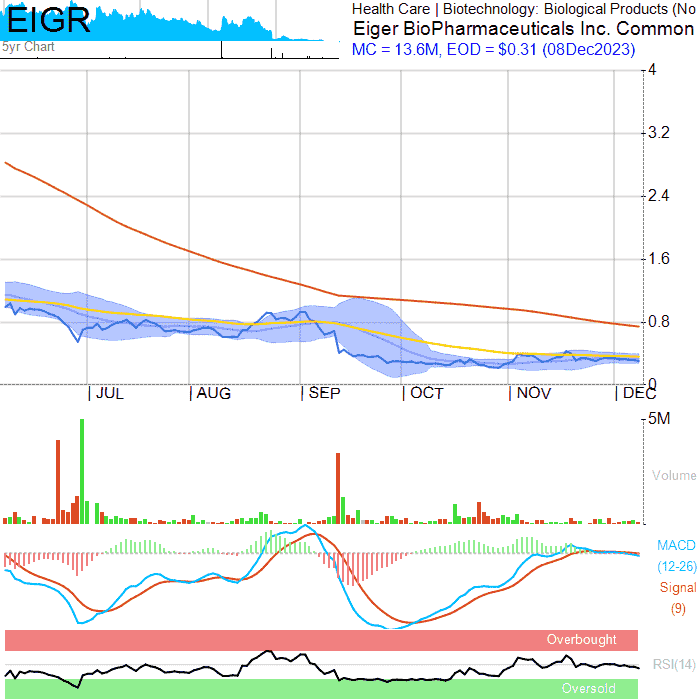 EIGR
5yr Chart
Health Care | Biotechnology: Biological Products (No
Eiger BioPharmaceuticals Inc. Common
MC = 13.6M, EOD = $0.31 (08Dec2023)
4
3.2
2.4
1.6
0.8
0
JUL AUG SEP OCT NOV DEC
5M
Volume
MACD
(12-26)
Signal
(9)
Overbought
RSI(14)
Oversold